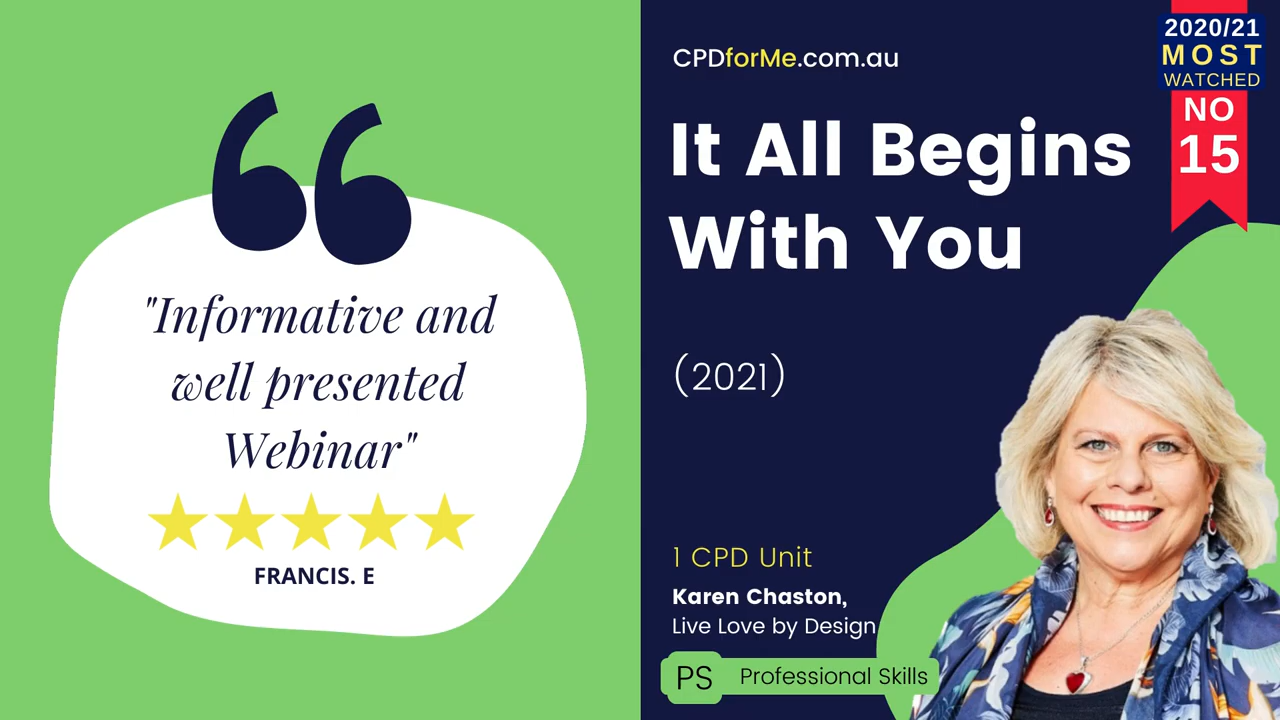 "Informative and
well presented
Webinar"
FRANCIS. E
CPDforMe.com.au
It All Begins
With You
(2021)
1 CPD Unit
Karen Chaston,
Live Love by Design
PS Professional Skills
2020/21
MOST
WATCHED
NO
15